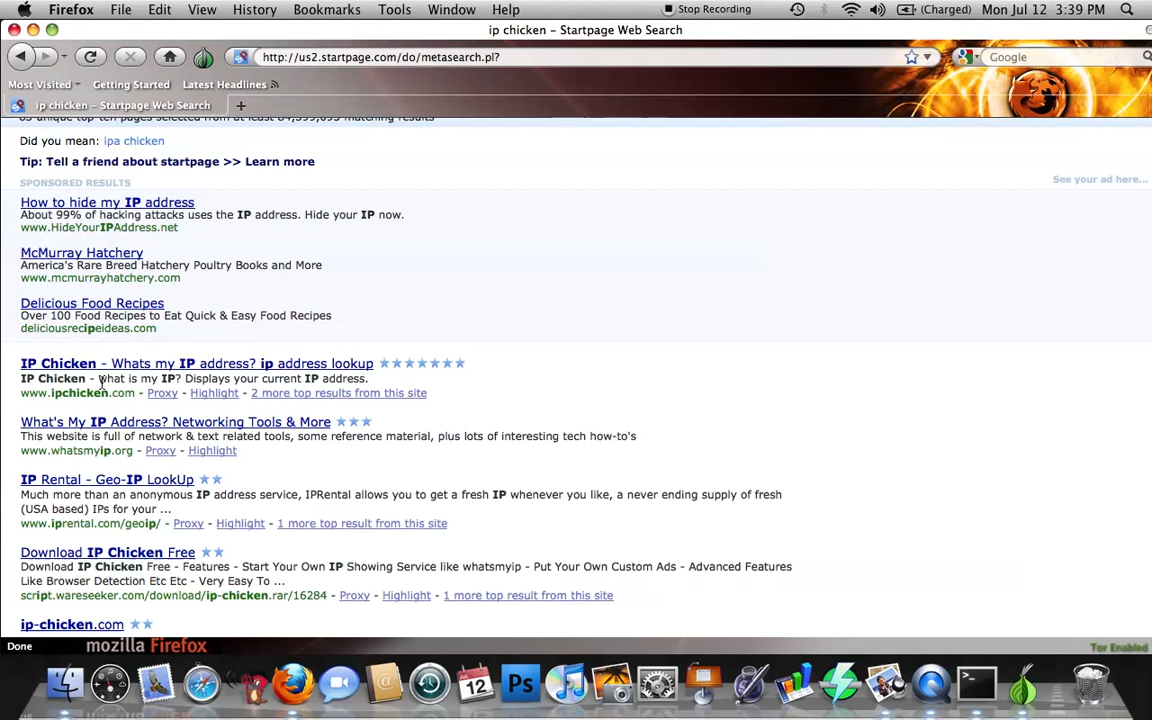 Firefox File Edit View History Bookmarks Tools Window Help Stop Recording (Charged) Mon Jul 12 3:39 PM
ip chicken – Startpage Web Search
http://us2.startpage.com/do/metasearch.pl? Google
Most Visited Getting Started Latest Headlines
ip chicken – Startpage Web Search +
Did you mean: ipa chicken
Tip: Tell a friend about startpage >> Learn more
SPONSORED RESULTS See your ad here...
How to hide my IP address
About 99% of hacking attacks uses the IP address. Hide your IP now.
www.HideYourIPAddress.net
McMurray Hatchery
America's Rare Breed Hatchery Poultry Books and More
www.mcmurrayhatchery.com
Delicious Food Recipes
Over 100 Food Recipes to Eat Quick & Easy Food Recipes
deliciousrecipeideas.com
IP Chicken - Whats my IP address? ip address lookup
IP Chicken - What is my IP? Displays your current IP address.
www.ipchicken.com - Proxy - Highlight - 2 more top results from this site
What's My IP Address? Networking Tools & More
This website is full of network & text related tools, some reference material, plus lots of interesting tech how-to's
www.whatsmyip.org - Proxy - Highlight
IP Rental - Geo-IP LookUp
Much more than an anonymous IP address service, IPRental allows you to get a fresh IP whenever you like, a never ending supply of fresh
(USA based) IPs for your ...
www.iprental.com/geoip/ - Proxy - Highlight - 1 more top result from this site
Download IP Chicken Free
Download IP Chicken Free - Features - Start Your Own IP Showing Service like whatsmyip - Put Your Own Custom Ads - Advanced Features
Like Browser Detection Etc Etc - Very Easy To ...
script.wareseeker.com/download/ip-chicken.rar/16284 - Proxy - Highlight - 1 more top result from this site
ip-chicken.com
Done mozilla Firefox Tor Enabled
12 Ps